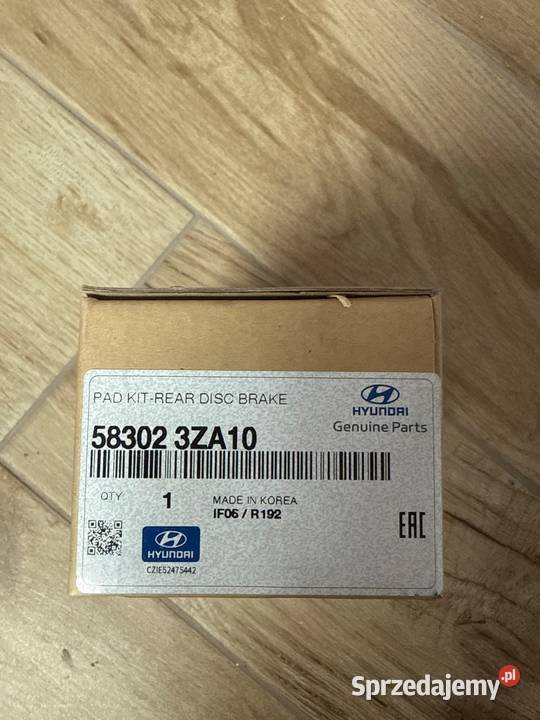 PAD KIT-REAR DISC BRAKE
HYUNDAI
Genuine Parts
58302 3ZA10
QTY 1 MADE IN KOREA
IF06 / R192
EAC
HYUNDAI
CZIE52475442
Sprzedajemy.pl